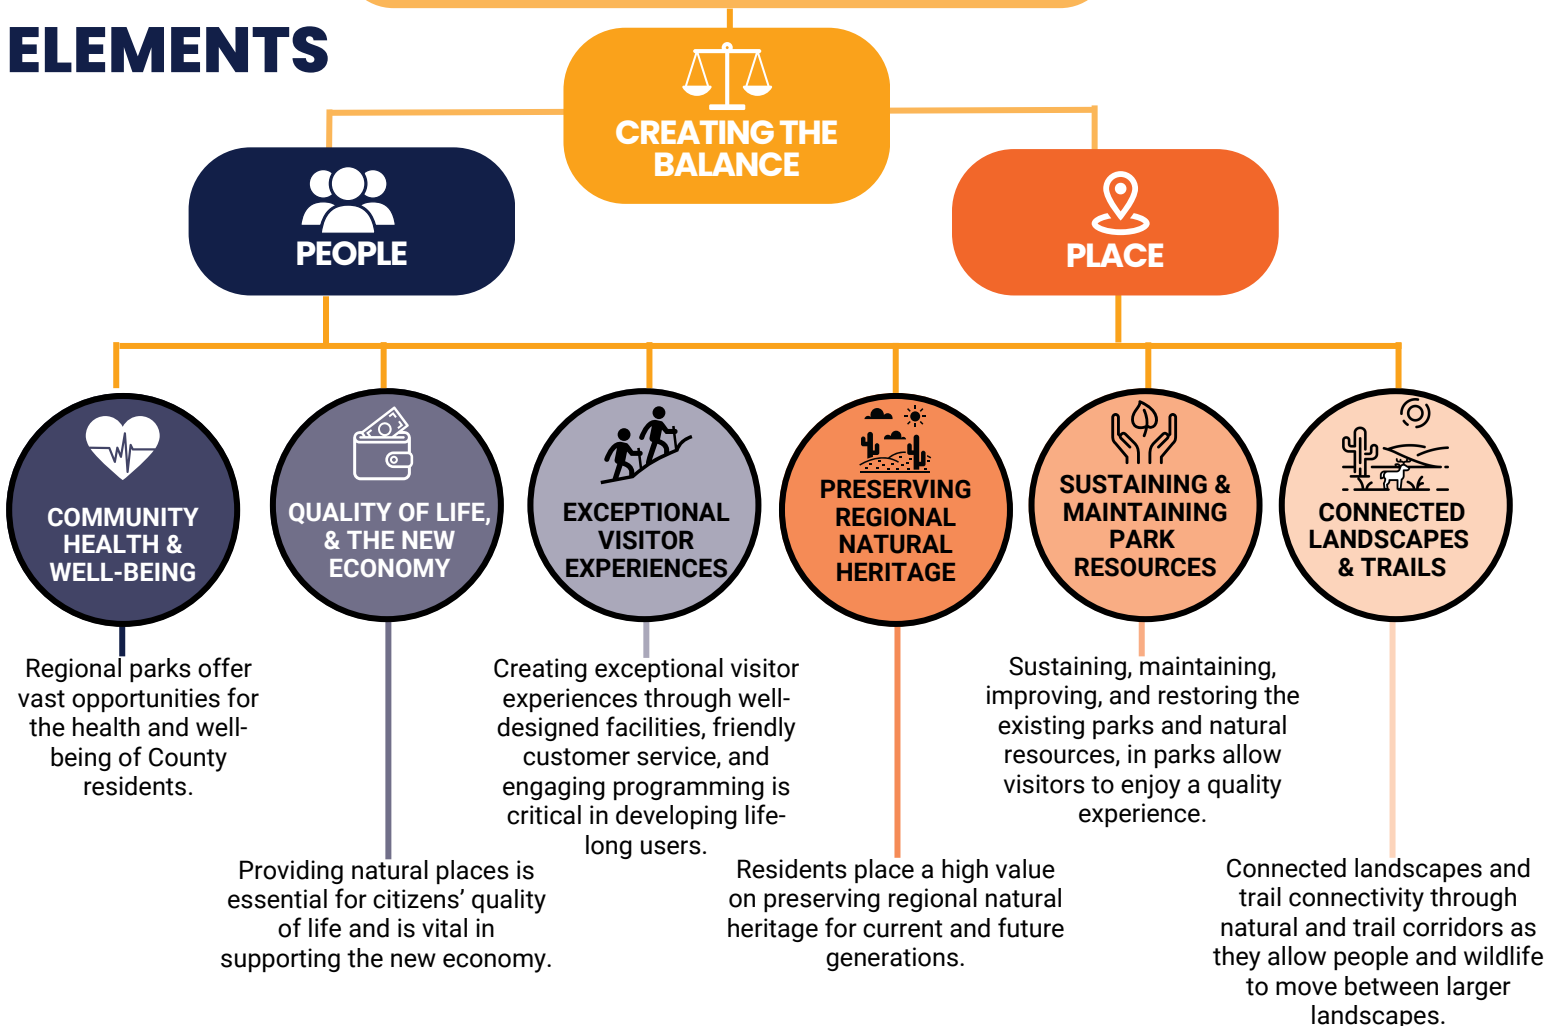 ELEMENTS
CREATING THE
BALANCE
PEOPLE
PLACE
COMMUNITY
HEALTH &
WELL-BEING
QUALITY OF LIFE,
& THE NEW
ECONOMY
EXCEPTIONAL
VISITOR
EXPERIENCES
PRESERVING
REGIONAL
NATURAL
HERITAGE
SUSTAINING &
MAINTAINING
PARK
RESOURCES
CONNECTED
LANDSCAPES
& TRAILS
Regional parks offer
vast opportunities for
the health and well-
being of County
residents.
Providing natural places is
essential for citizens’ quality
of life and is vital in
supporting the new economy.
Creating exceptional visitor
experiences through well-
designed facilities, friendly
customer service, and
engaging programming is
critical in developing life-
long users.
Residents place a high value
on preserving regional natural
heritage for current and future
generations.
Sustaining, maintaining,
improving, and restoring the
existing parks and natural
resources, in parks allow
visitors to enjoy a quality
experience.
Connected landscapes and
trail connectivity through
natural and trail corridors as
they allow people and wildlife
to move between larger
landscapes.